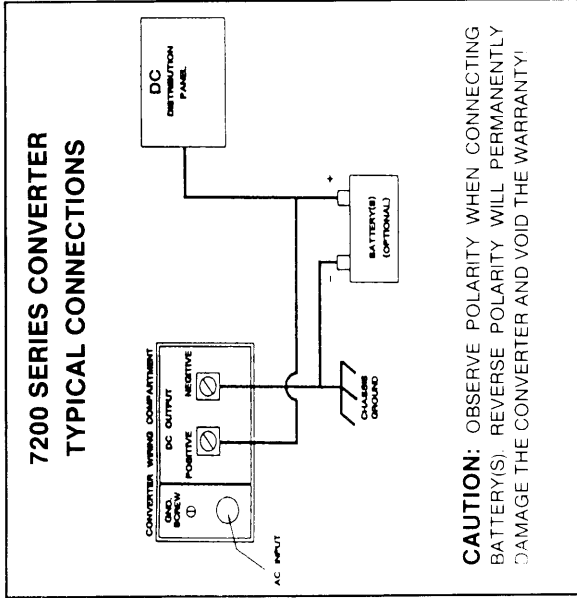 7200 SERIES CONVERTER
TYPICAL CONNECTIONS
CONVERTER WIRING COMPARTMENT
GND.
SCREW
DC OUTPUT
POSITIVE
NEGITIVE
AC INPUT
CHASSIS
GROUND
DC
DISTRIBUTION
PANEL
− +
BATTERY(S)
(OPTIONAL)
CAUTION: OBSERVE POLARITY WHEN CONNECTING
BATTERY(S). REVERSE POLARITY WILL PERMANENTLY
DAMAGE THE CONVERTER AND VOID THE WARRANTY!